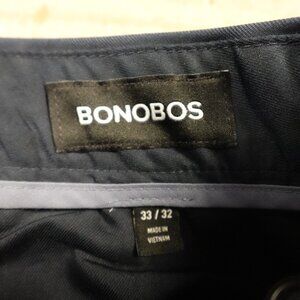 BONOBOS
33 / 32
MADE IN
VIETNAM